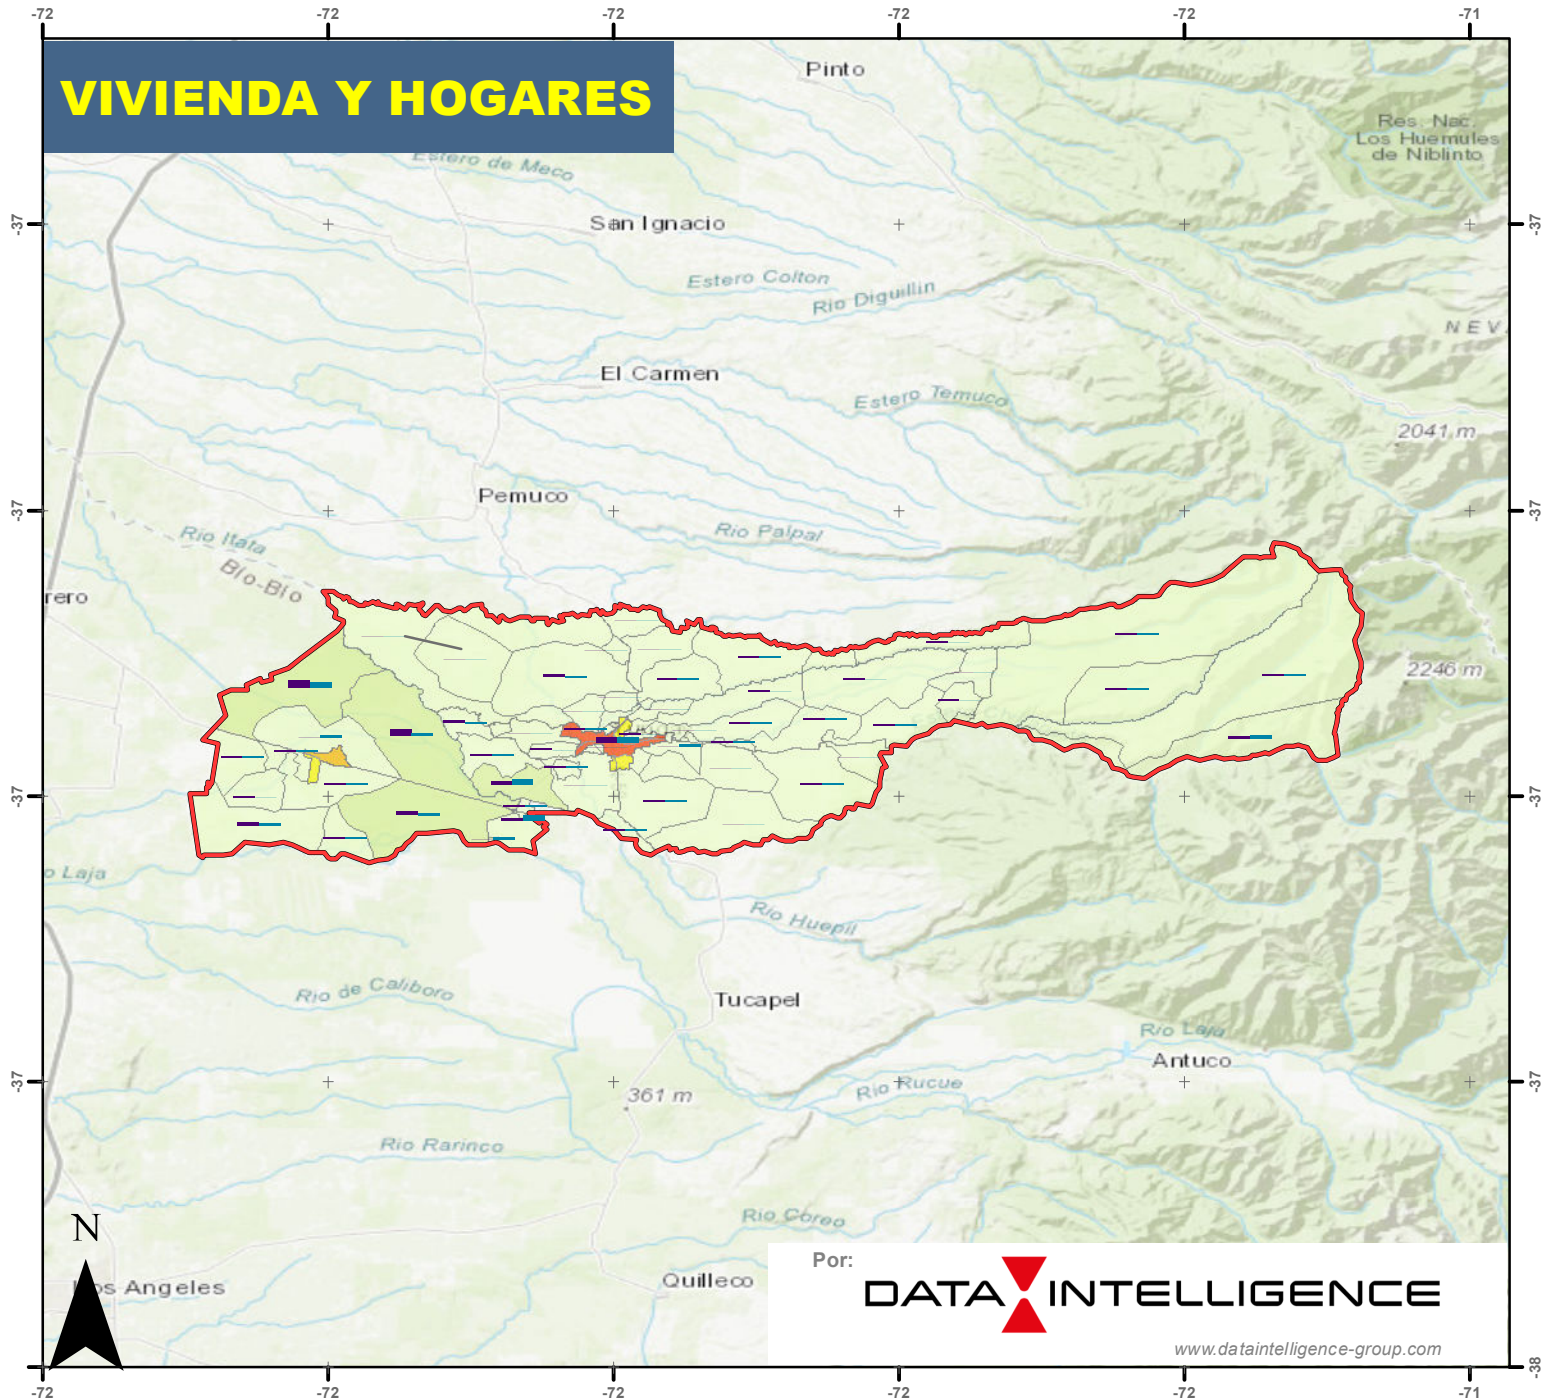 -72
-72
-72
-72
-72
-71
VIVIENDA Y HOGARES
Pinto
Res. Nac.
Los Huemules
de Niblinto
Estero de Meco
San Ignacio
-37
-37
Estero Colton
Rio Diguillin
NEV.
El Carmen
Estero Temuco
2041 m
Pemuco
-37
-37
Rio Itata
Rio Palpal
Bío-Bío
rero
2246 m
-37
-37
o Laja
Rio Huepil
Rio de Caliboro
Tucapel
Rio Laja
Antuco
-37
-37
Rio Rucue
361 m
Rio Rarinco
Rio Coreo
N
Los Angeles
Quilleco
Por:
DATA INTELLIGENCE
www.dataintelligence-group.com
-38
-72
-72
-72
-72
-72
-71